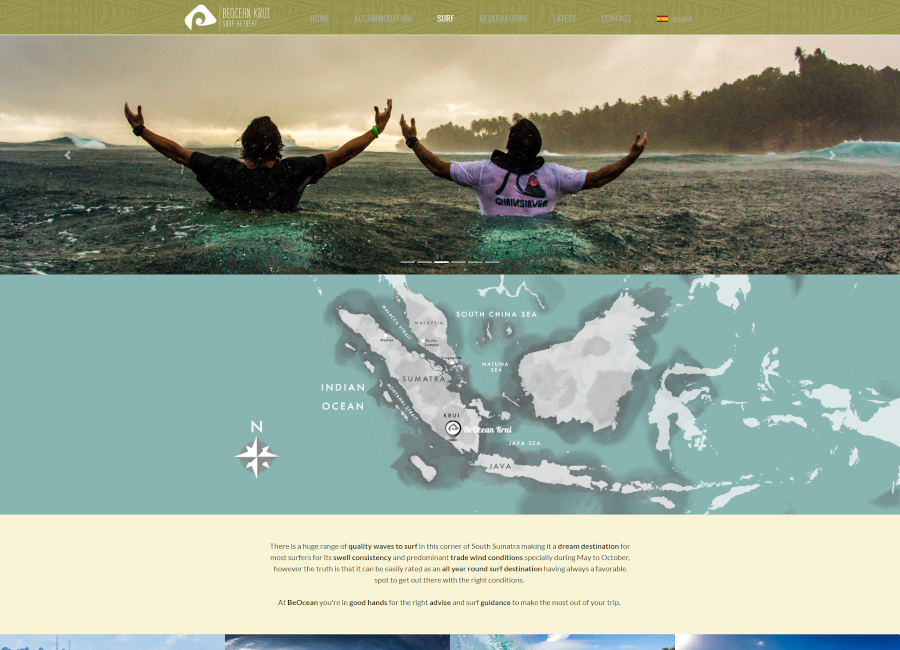 BEOCEAN KRUI
SURF RETREAT
HOME
ACCOMMODATION
SURF
RESERVATIONS
LATEST
CONTACT
QUIKSILVER
SOUTH CHINA SEA
MALACCA STRAIT
MALAYSIA
Kuala
Lumpur
Singapore
NATUNA
SEA
SUMATRA
INDIAN
OCEAN
MENTAWAI STRAIT
KRUI
BeOcean Krui
JAVA SEA
JAVA
N
There is a huge range of quality waves to surf in this corner of South Sumatra making it a dream destination for
most surfers for its swell consistency and predominant trade wind conditions specially during May to October,
however the truth is that it can be easily rated as an all year round surf destination having always a favorable
spot to get out there with the right conditions.
At BeOcean you're in good hands for the right advise and surf guidance to make the most out of your trip.